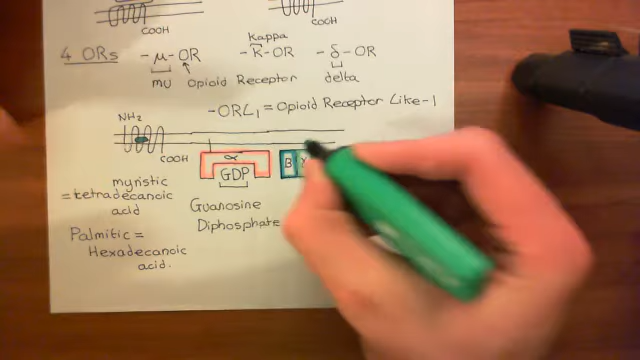 COOH
COOH
4 ORs
-μ-OR
mu Opioid Receptor
Kappa
-K-OR
-δ-OR
delta
-ORL1 = Opioid Receptor Like-1
NH2
COOH
α
GDP
B γ
Guanosine
Diphosphate
myristic
=tetradecanoic
acid
Palmitic =
Hexadecanoic
acid.